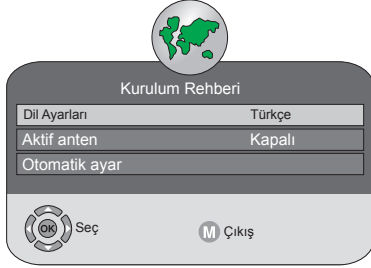 Kurulum Rehberi
Dil Ayarları Türkçe
Aktif anten Kapalı
Otomatik ayar
OK Seç M Çıkış